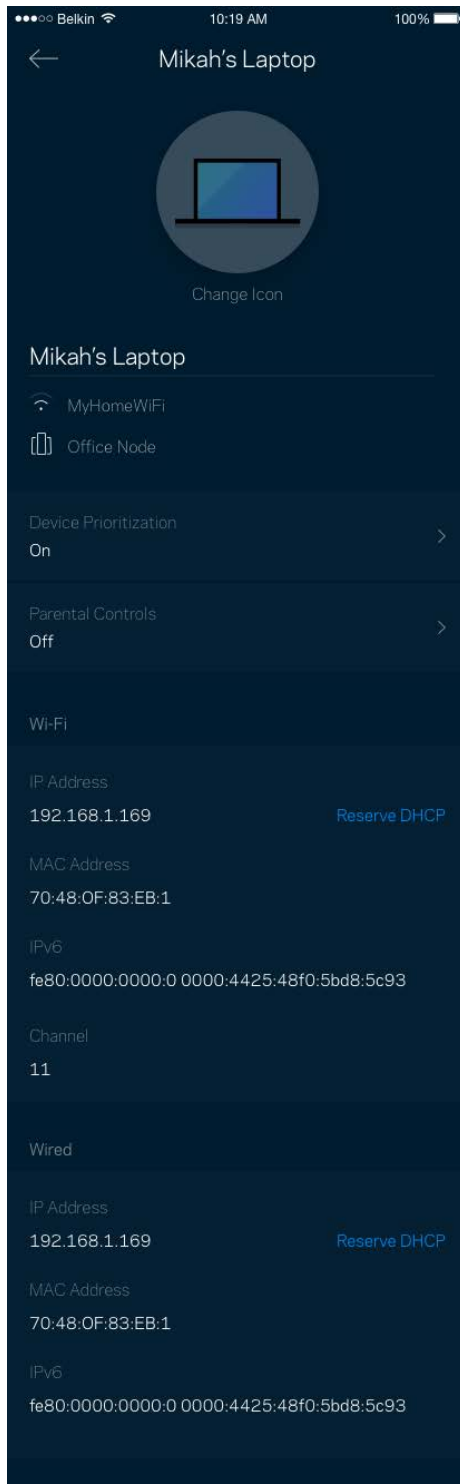 Belkin 10:19 AM 100%
Mikah's Laptop
Change Icon
Mikah's Laptop
MyHomeWiFi
Office Node
Device Prioritization
On
Parental Controls
Off
Wi-Fi
IP Address
192.168.1.169 Reserve DHCP
MAC Address
70:48:0F:83:EB:1
IPv6
fe80:0000:0000:0 0000:4425:48f0:5bd8:5c93
Channel
11
Wired
IP Address
192.168.1.169 Reserve DHCP
MAC Address
70:48:0F:83:EB:1
IPv6
fe80:0000:0000:0 0000:4425:48f0:5bd8:5c93